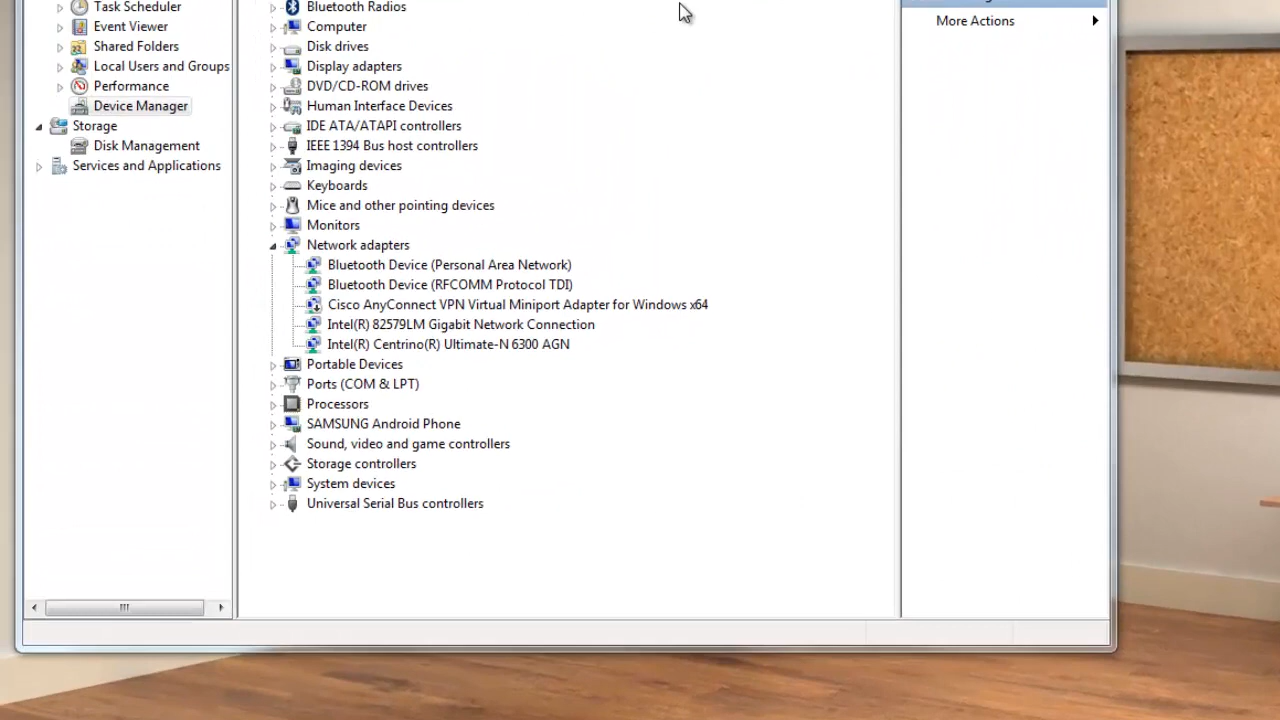 Task Scheduler
Event Viewer
Shared Folders
Local Users and Groups
Performance
Device Manager
Storage
Disk Management
Services and Applications
Bluetooth Radios
Computer
Disk drives
Display adapters
DVD/CD-ROM drives
Human Interface Devices
IDE ATA/ATAPI controllers
IEEE 1394 Bus host controllers
Imaging devices
Keyboards
Mice and other pointing devices
Monitors
Network adapters
Bluetooth Device (Personal Area Network)
Bluetooth Device (RFCOMM Protocol TDI)
Cisco AnyConnect VPN Virtual Miniport Adapter for Windows x64
Intel(R) 82579LM Gigabit Network Connection
Intel(R) Centrino(R) Ultimate-N 6300 AGN
Portable Devices
Ports (COM & LPT)
Processors
SAMSUNG Android Phone
Sound, video and game controllers
Storage controllers
System devices
Universal Serial Bus controllers
More Actions